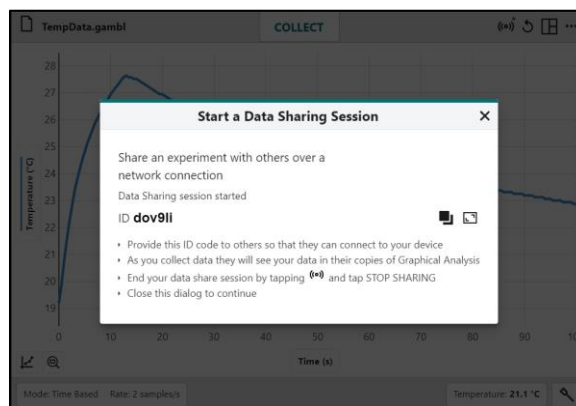 TempData.gambl
COLLECT
28
27
26
25
24
23
22
21
20
19
Temperature (°C)
Start a Data Sharing Session
Share an experiment with others over a
network connection
Data Sharing session started
ID dov9li
• Provide this ID code to others so that they can connect to your device
• As you collect data they will see your data in their copies of Graphical Analysis
• End your data share session by tapping and tap STOP SHARING
• Close this dialog to continue
0 10 20 30 40 50 60 70 80 90
Time (s)
Mode: Time Based Rate: 2 samples/s
Temperature: 21.1 °C